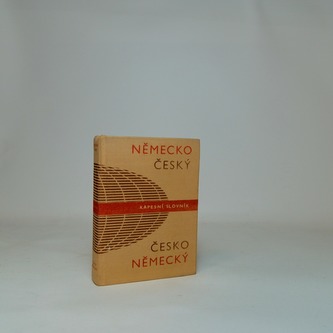 NĚMECKO
ČESKÝ
KAPESNÍ SLOVNÍK
ČESKO
NĚMECKÝ